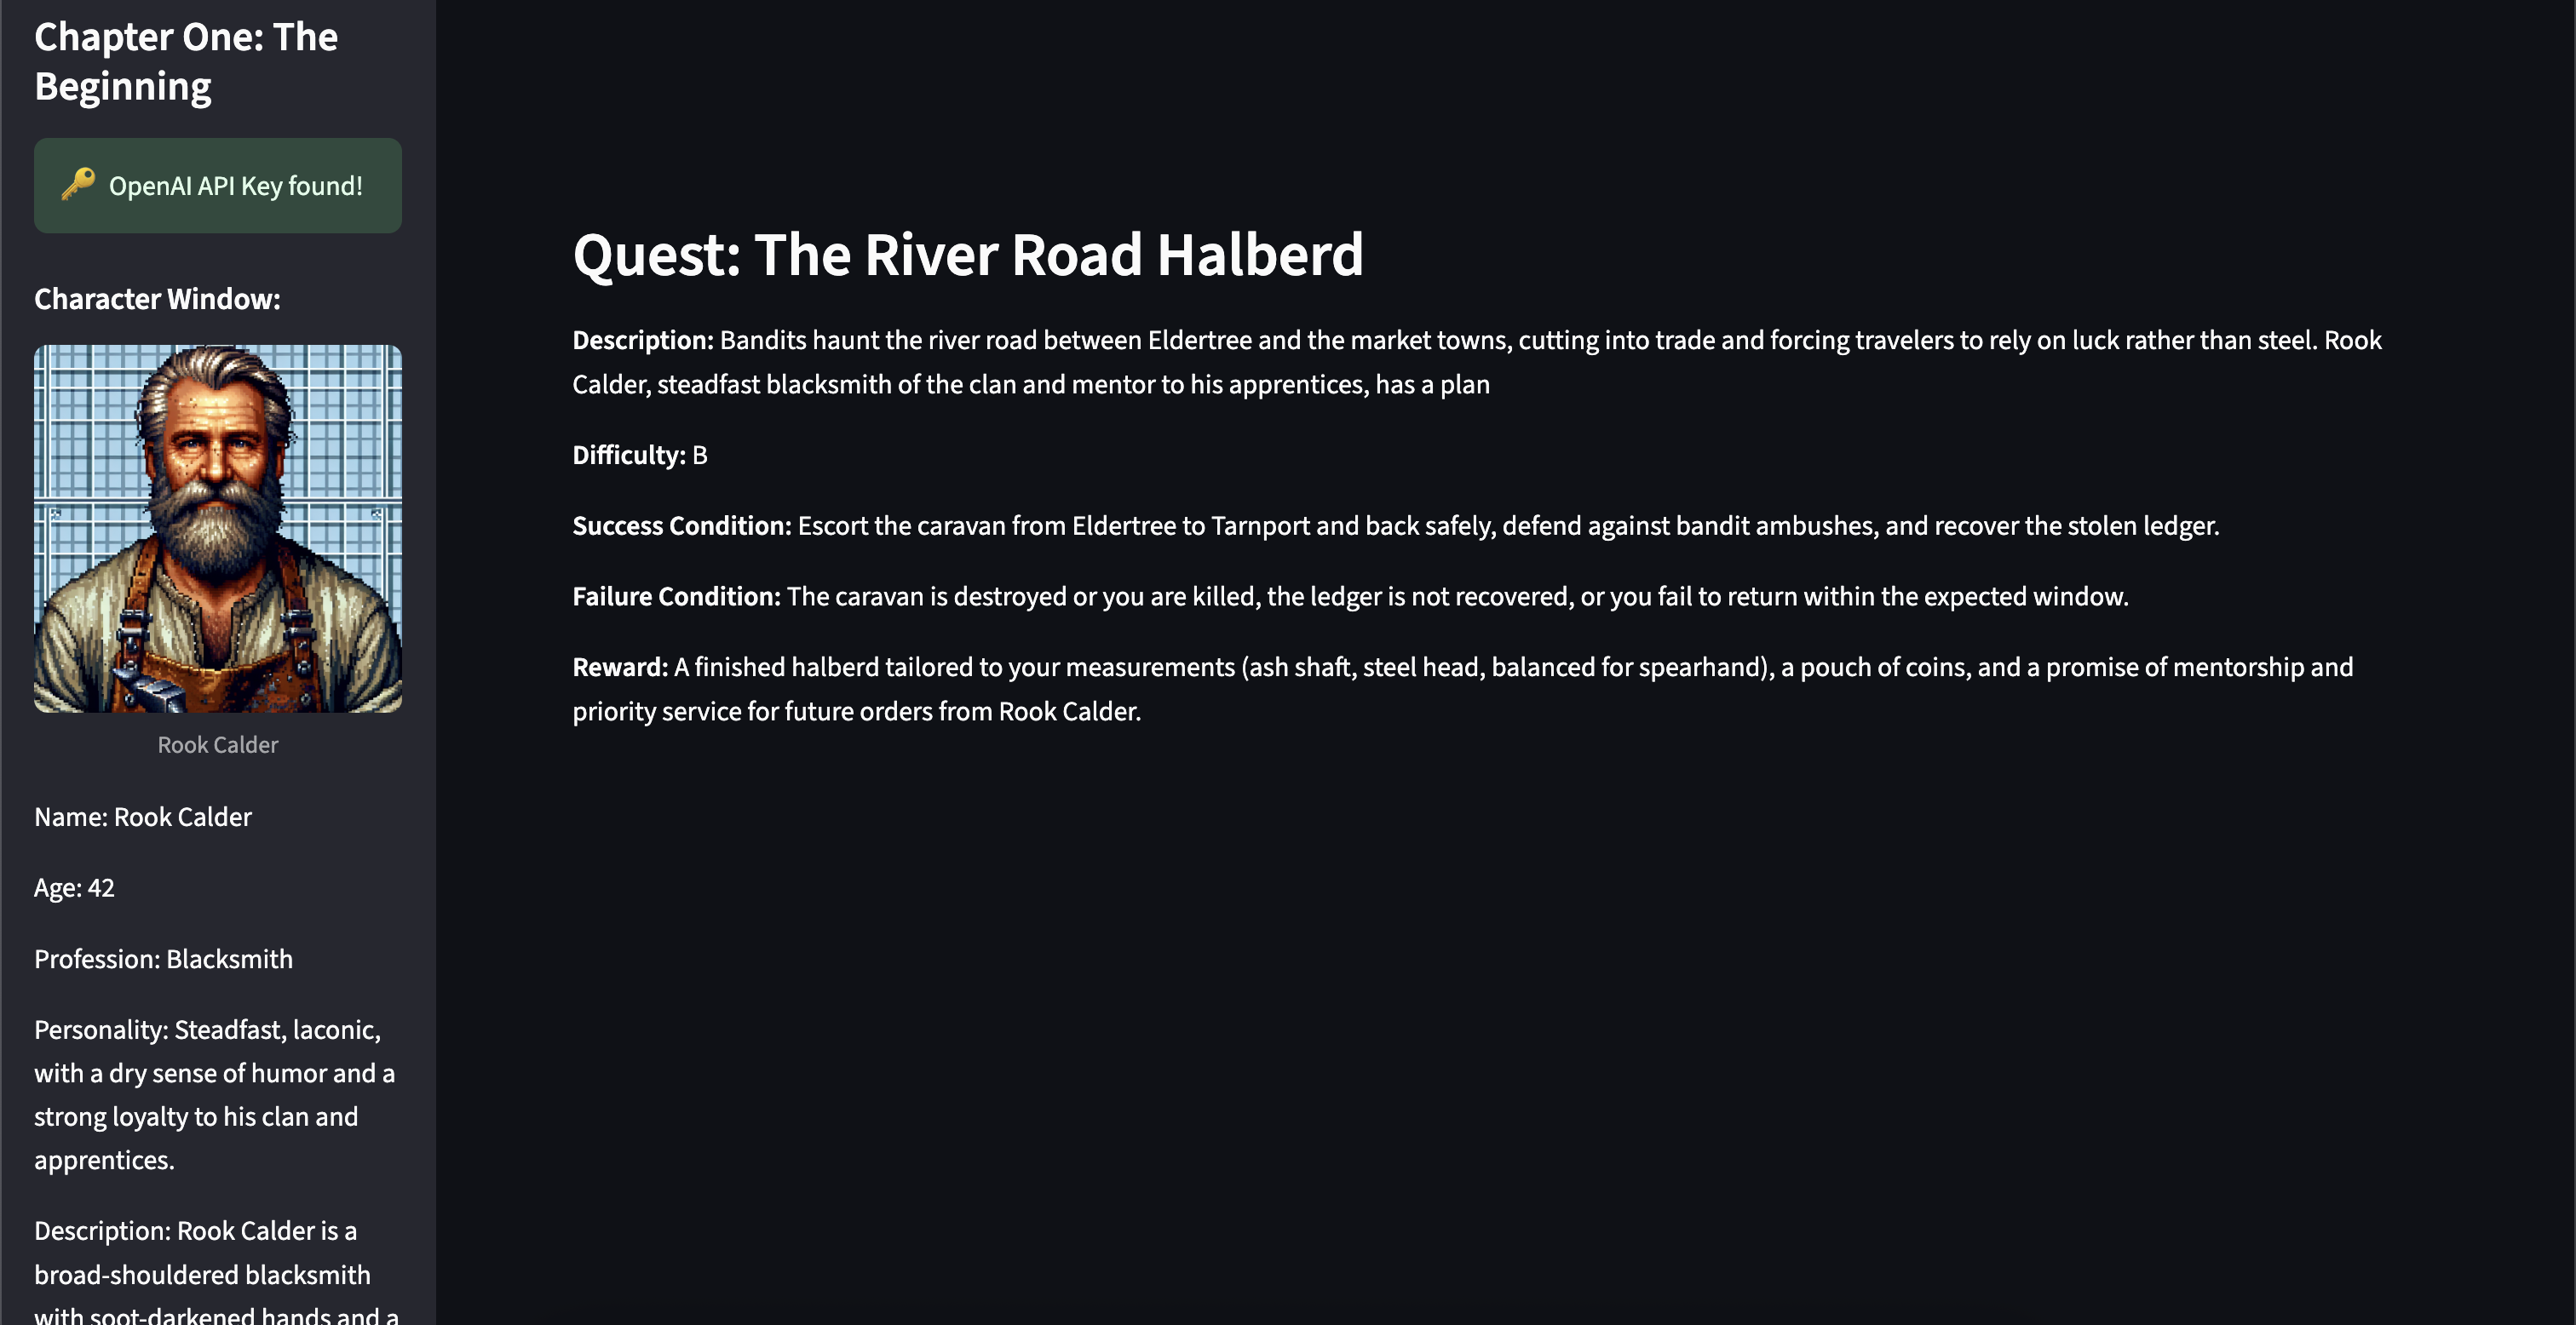 Chapter One: The
Beginning
🔑 OpenAI API Key found!
Character Window:
Rook Calder
Name: Rook Calder
Age: 42
Profession: Blacksmith
Personality: Steadfast, laconic,
with a dry sense of humor and a
strong loyalty to his clan and
apprentices.
Description: Rook Calder is a
broad-shouldered blacksmith
with soot-darkened hands and a
Quest: The River Road Halberd
Description: Bandits haunt the river road between Eldertree and the market towns, cutting into trade and forcing travelers to rely on luck rather than steel. Rook
Calder, steadfast blacksmith of the clan and mentor to his apprentices, has a plan
Difficulty: B
Success Condition: Escort the caravan from Eldertree to Tarnport and back safely, defend against bandit ambushes, and recover the stolen ledger.
Failure Condition: The caravan is destroyed or you are killed, the ledger is not recovered, or you fail to return within the expected window.
Reward: A finished halberd tailored to your measurements (ash shaft, steel head, balanced for spearhand), a pouch of coins, and a promise of mentorship and
priority service for future orders from Rook Calder.